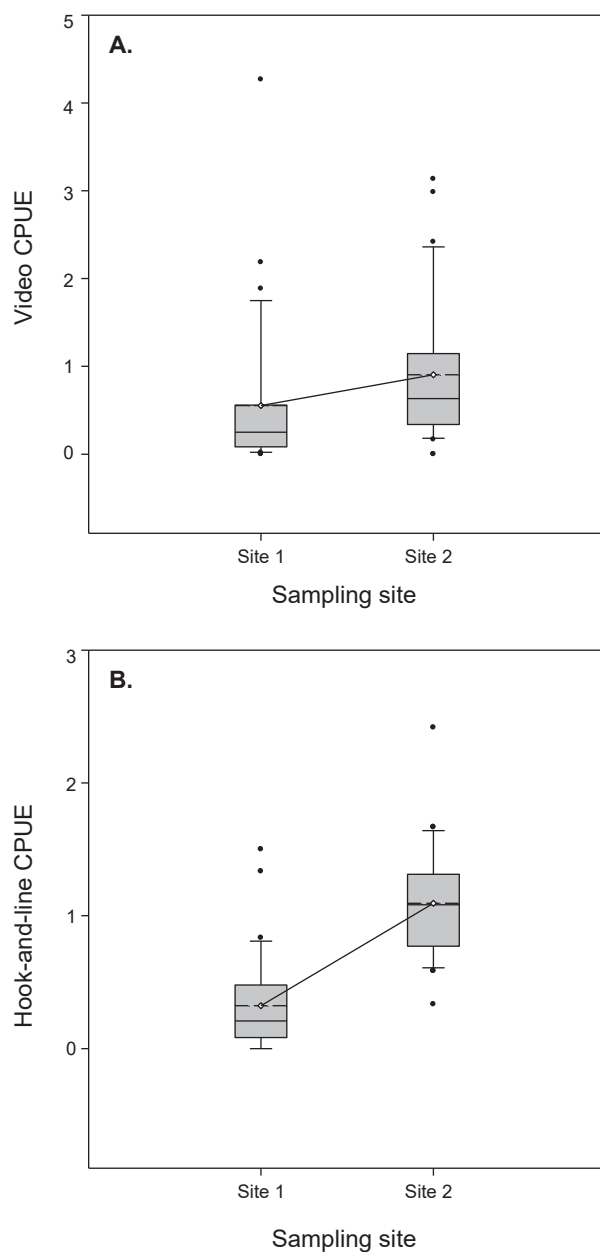 A.
5
4
3
2
1
0
Video CPUE
Site 1 Site 2
Sampling site
B.
3
2
1
0
Hook-and-line CPUE
Site 1 Site 2
Sampling site